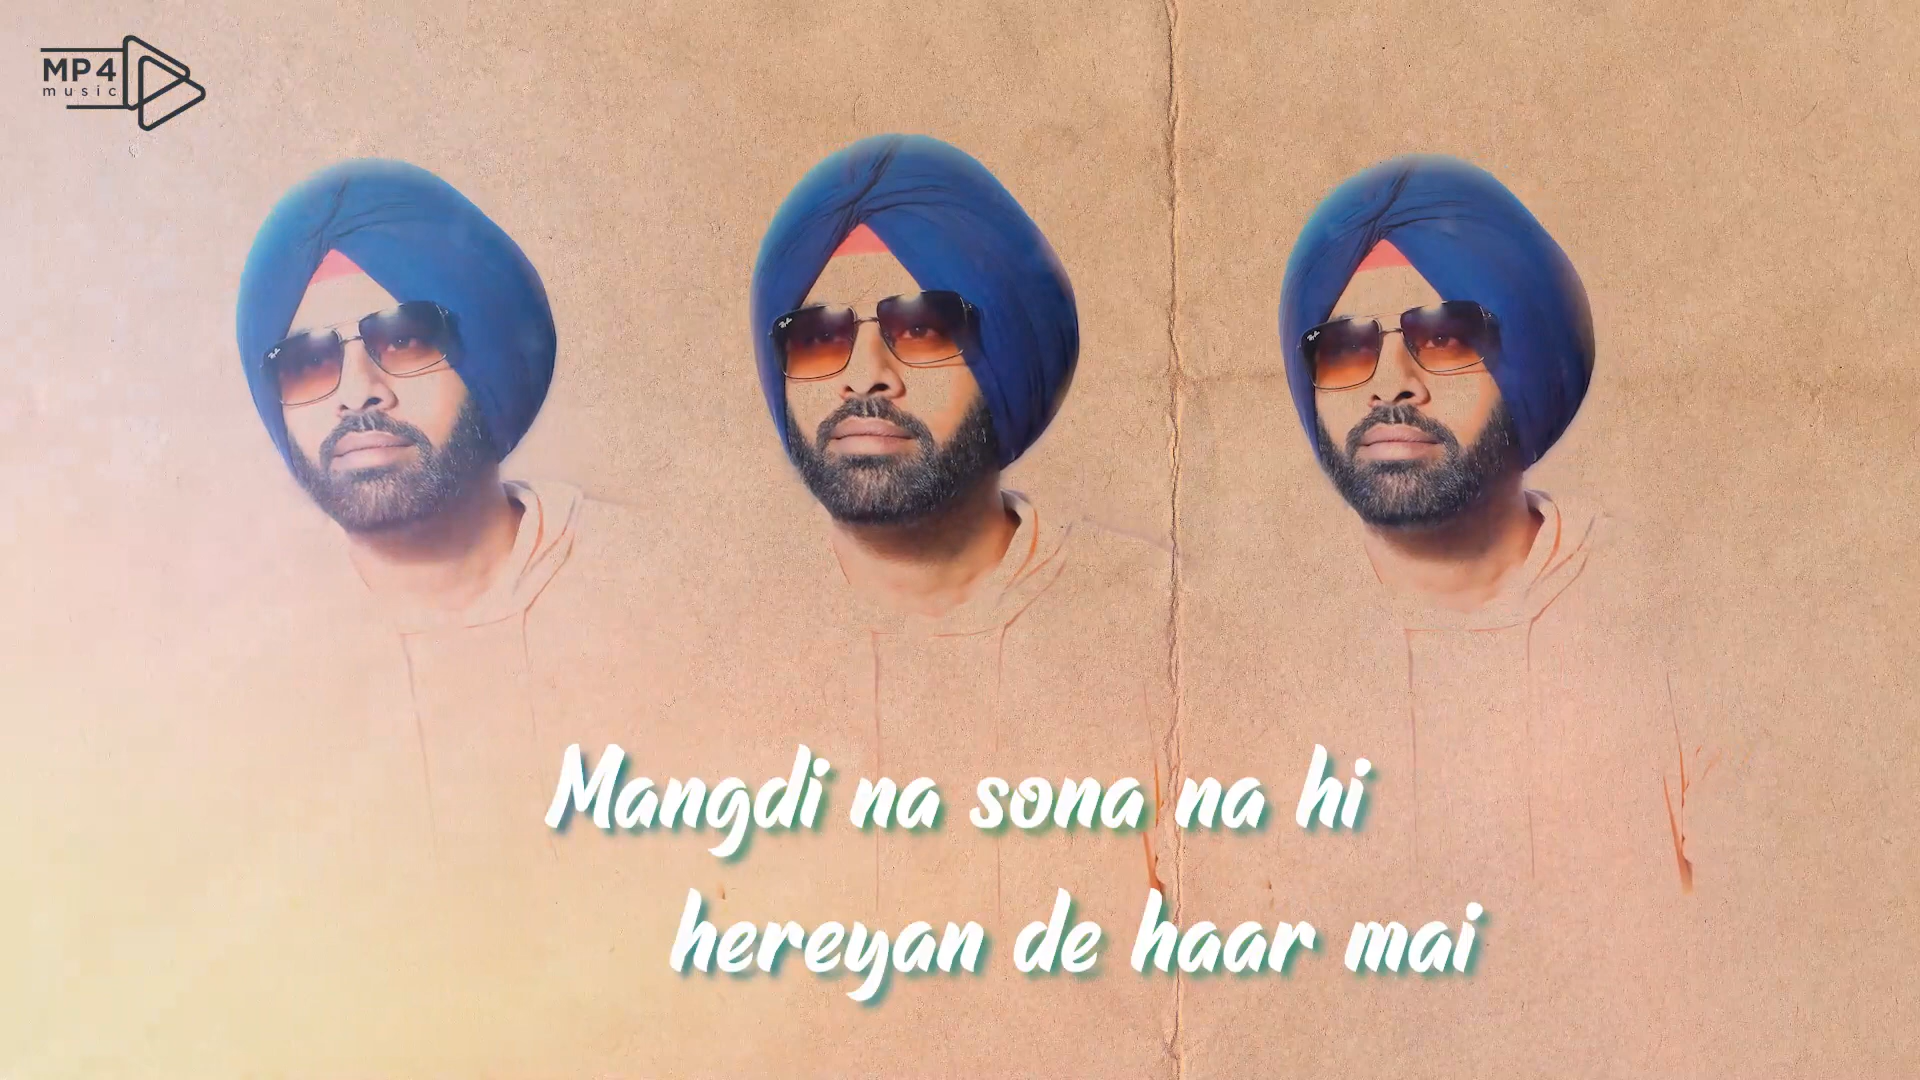 MP4
music
Mangdi na sona na hi
hereyan de haar mai